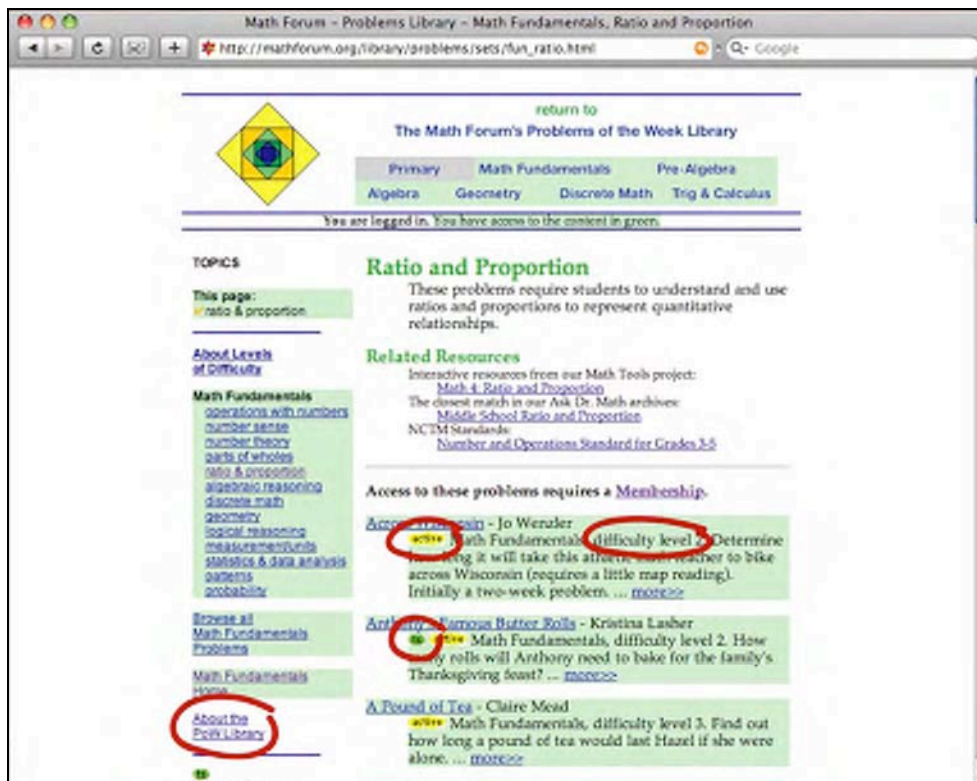 Math Forum - Problems Library - Math Fundamentals, Ratio and Proportion
http://mathforum.org/library/problems/sets/fun_ratio.html
Google
return to
The Math Forum's Problems of the Week Library
Primary Math Fundamentals Pre-Algebra
Algebra Geometry Discrete Math Trig & Calculus
You are logged in. You have access to the content in green.
TOPICS
This page:
ratio & proportion
About Levels
of Difficulty
Math Fundamentals
operations with numbers
number sense
number theory
parts of wholes
ratio & proportion
algebraic reasoning
discrete math
geometry
logical reasoning
measurement/units
statistics & data analysis
patterns
probability
Browse all
Math Fundamentals
Problems
Math Fundamentals
Home
About the
PoW Library
tp
Ratio and Proportion
These problems require students to understand and use
ratios and proportions to represent quantitative
relationships.
Related Resources
Interactive resources from our Math Tools project:
Math 4: Ratio and Proportion
The closest match in our Ask Dr. Math archives:
Middle School Ratio and Proportion
NCTM Standards:
Number and Operations Standard for Grades 3-5
Access to these problems requires a Membership.
Across Wisconsin - Jo Wenzler
active Math Fundamentals, difficulty level 2. Determine
how long it will take this athletic math teacher to bike
across Wisconsin (requires a little map reading).
Initially a two-week problem. ... more>>
Anthony's Famous Butter Rolls - Kristina Lasher
tp active Math Fundamentals, difficulty level 2. How
many rolls will Anthony need to bake for the family's
Thanksgiving feast? ... more>>
A Pound of Tea - Claire Mead
active Math Fundamentals, difficulty level 3. Find out
how long a pound of tea would last Hazel if she were
alone. ... more>>